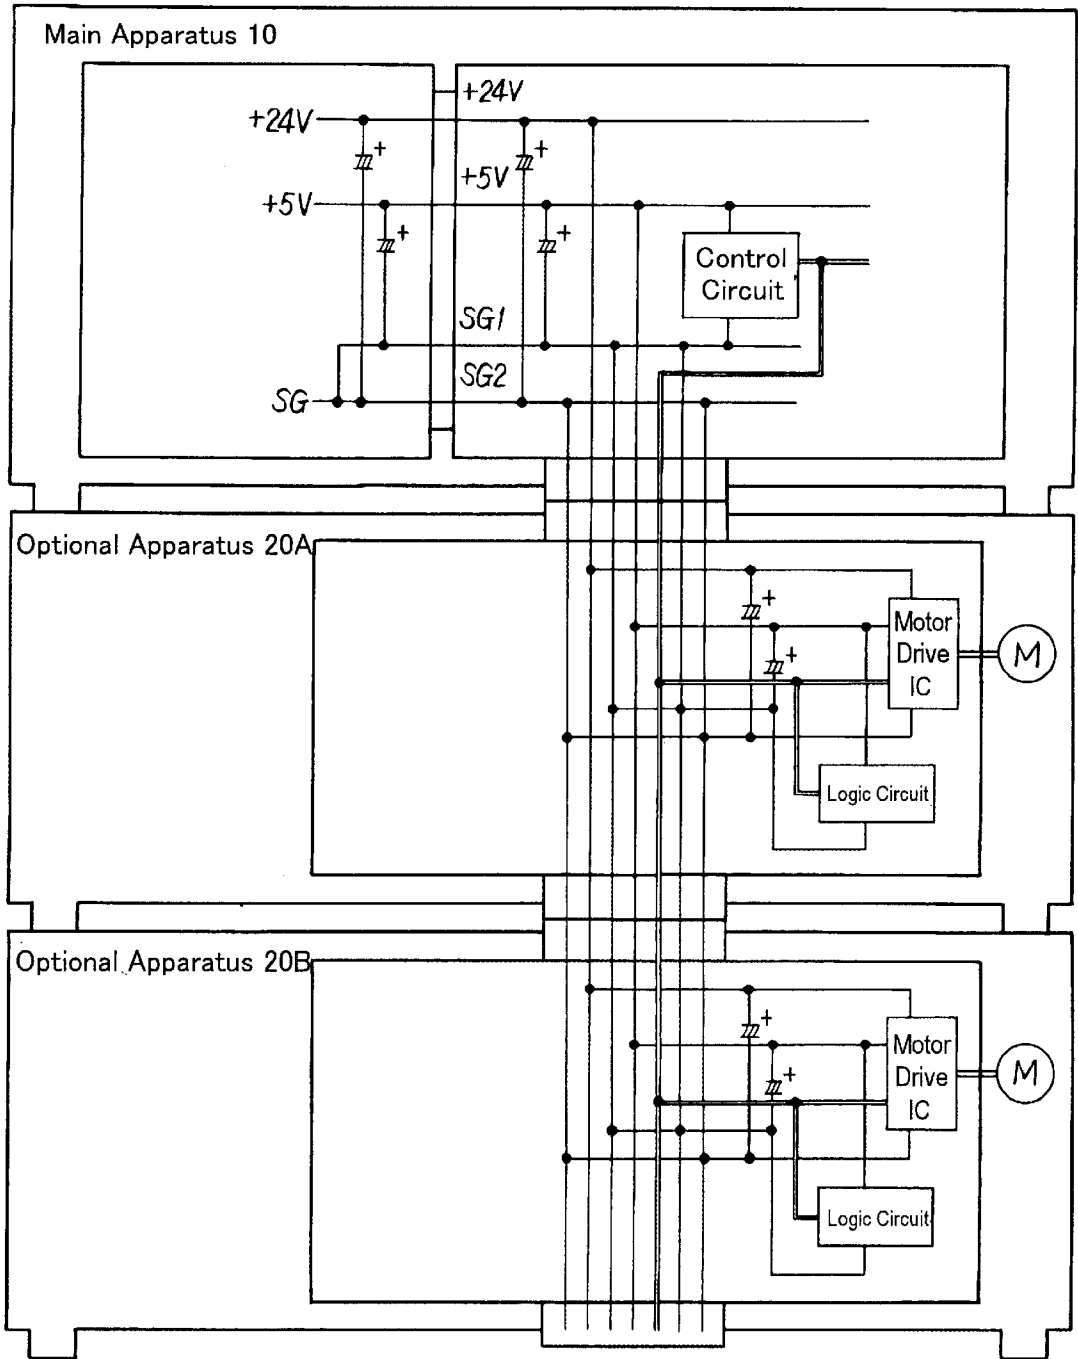 Main Apparatus 10
+24V
+24V
+
+
+5V
+5V
+
+
Control
Circuit
SG1
SG2
SG
Optional Apparatus 20A
+
Motor
Drive
IC
M
+
Logic Circuit
Optional Apparatus 20B
+
Motor
Drive
IC
M
+
Logic Circuit